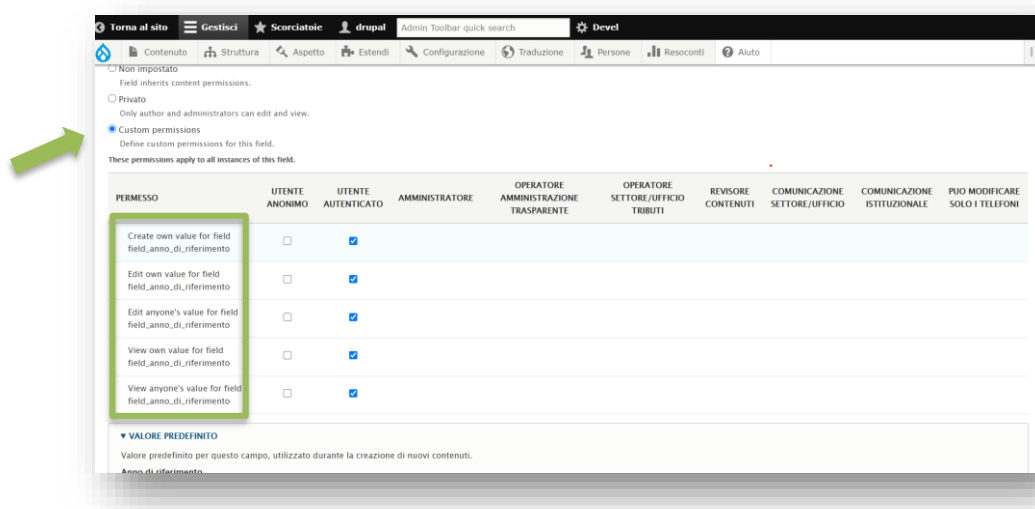 Torna al sito Gestisci Scorciatoie drupal Admin Toolbar quick search Devel
Contenuto Struttura Aspetto Estendi Configurazione Traduzione Persone Resoconti Aiuto
Non impostato
Field inherits content permissions.
Privato
Only author and administrators can edit and view.
Custom permissions
Define custom permissions for this field.
These permissions apply to all instances of this field.
PERMESSO UTENTE ANONIMO UTENTE AUTENTICATO AMMINISTRATORE OPERATORE AMMINISTRAZIONE TRASPARENTE OPERATORE SETTORE/UFFICIO TRIBUTI REVISORE CONTENUTI COMUNICAZIONE SETTORE/UFFICIO COMUNICAZIONE ISTITUZIONALE PUO MODIFICARE SOLO I TELEFONI
Create own value for field
field_anno_di_riferimento
Edit own value for field
field_anno_di_riferimento
Edit anyone's value for field
field_anno_di_riferimento
View own value for field
field_anno_di_riferimento
View anyone's value for field
field_anno_di_riferimento
VALORE PREDEFINITO
Valore predefinito per questo campo, utilizzato durante la creazione di nuovi contenuti.
Anno di riferimento